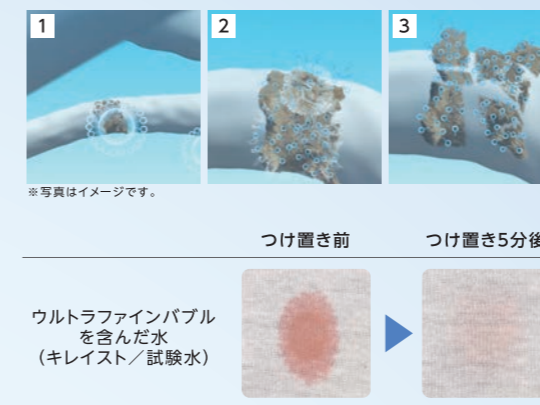 1
2
3
※写真はイメージです。
つけ置き前
つけ置き5分後
ウルトラファインバブル
を含んだ水
（キレイスト／試験水）